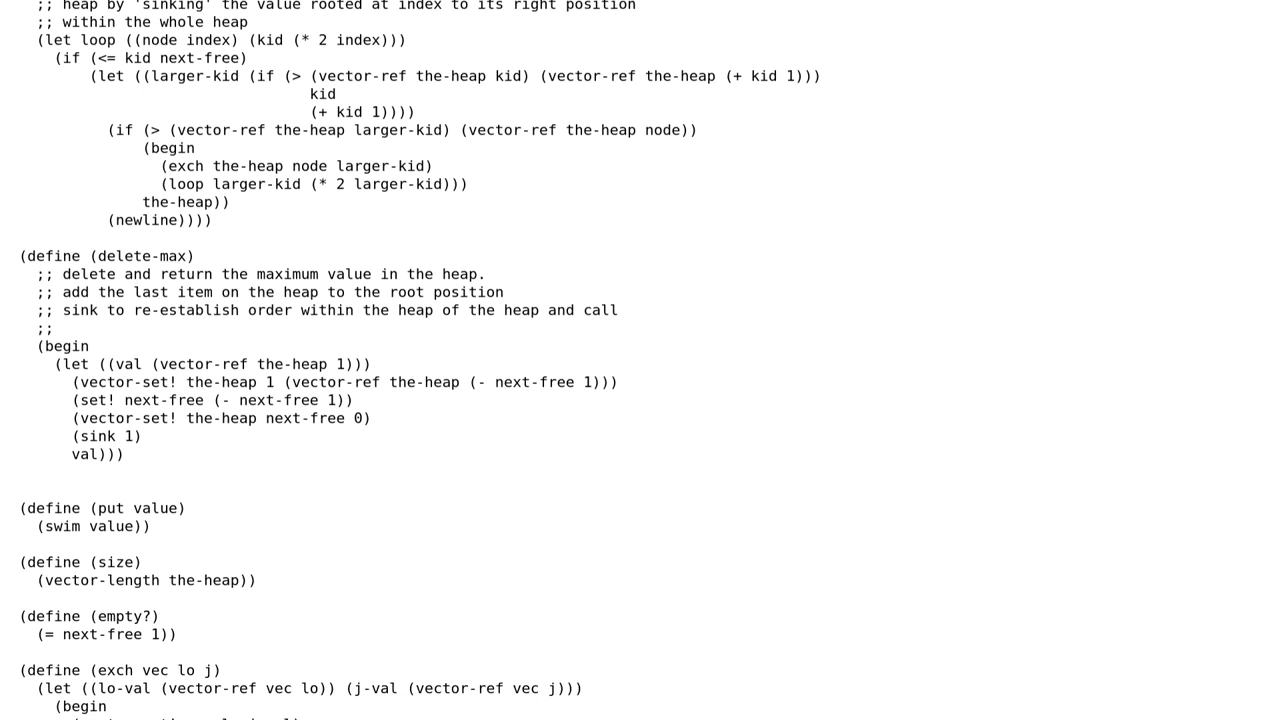 ;; heap by 'sinking' the value rooted at index to its right position
;; within the whole heap
(let loop ((node index) (kid (* 2 index)))
(if (<= kid next-free)
(let ((larger-kid (if (> (vector-ref the-heap kid) (vector-ref the-heap (+ kid 1)))
kid
(+ kid 1))))
(if (> (vector-ref the-heap larger-kid) (vector-ref the-heap node))
(begin
(exch the-heap node larger-kid)
(loop larger-kid (* 2 larger-kid)))
the-heap))
(newline))))
(define (delete-max)
;; delete and return the maximum value in the heap.
;; add the last item on the heap to the root position
;; sink to re-establish order within the heap of the heap and call
;;
(begin
(let ((val (vector-ref the-heap 1)))
(vector-set! the-heap 1 (vector-ref the-heap (- next-free 1)))
(set! next-free (- next-free 1))
(vector-set! the-heap next-free 0)
(sink 1)
val)))
(define (put value)
(swim value))
(define (size)
(vector-length the-heap))
(define (empty?)
(= next-free 1))
(define (exch vec lo j)
(let ((lo-val (vector-ref vec lo)) (j-val (vector-ref vec j)))
(begin